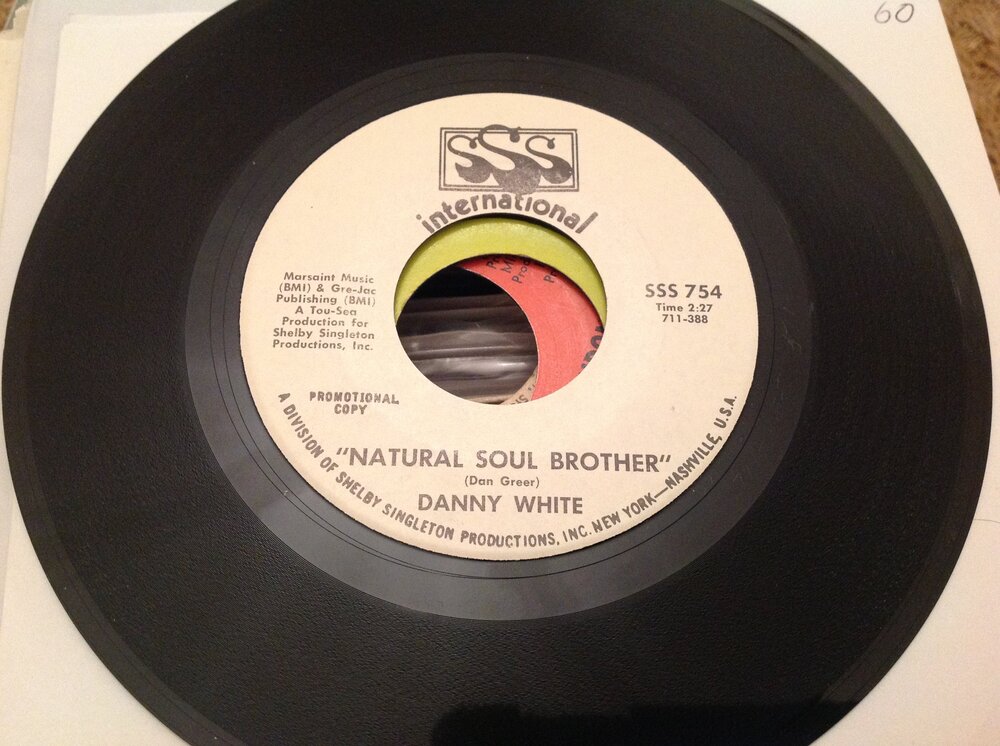 60
SSS
international
Marsaint Music
(BMI) & Gre-Jac
Publishing (BMI)
A Tou-Sea
Production for
Shelby Singleton
Productions, Inc.
SSS 754
Time 2:27
711-388
PROMOTIONAL
COPY
"NATURAL SOUL BROTHER"
(Dan Greer)
DANNY WHITE
A DIVISION OF SHELBY SINGLETON PRODUCTIONS, INC. NEW YORK—NASHVILLE, U.S.A.